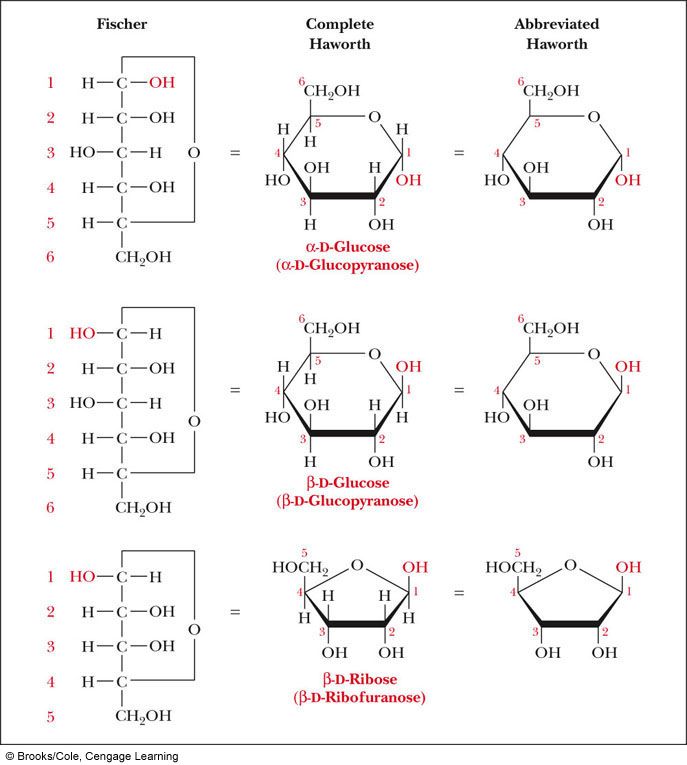 Fischer
Complete
Haworth
Abbreviated
Haworth
1 H C OH
2 H C OH
3 HO C H O
4 H C OH
5 H C
6 CH₂OH
=
6
CH₂OH
5
O
H
H
H
4
1
HO
OH
H
OH
3
2
H
OH
α-D-Glucose
(α-D-Glucopyranose)
=
6
CH₂OH
5
O
4
1
HO
OH
OH
3
2
OH
1 HO C H
2 H C OH
3 HO C H
O
4 H C OH
5 H C
6 CH₂OH
=
6
CH₂OH
5
O
OH
H
H
4
1
HO
OH
H
H
3
2
H
OH
β-D-Glucose
(β-D-Glucopyranose)
=
6
CH₂OH
5
O
OH
4
1
HO
OH
3
2
OH
1 HO C H
2 H C OH
3 H C OH
O
4 H C
5 CH₂OH
=
5
HOCH₂
O
OH
4
1
H
H
H
H
3
2
OH
OH
β-D-Ribose
(β-D-Ribofuranose)
=
5
HOCH₂
O
OH
4
1
3
2
OH
OH
© Brooks/Cole, Cengage Learning